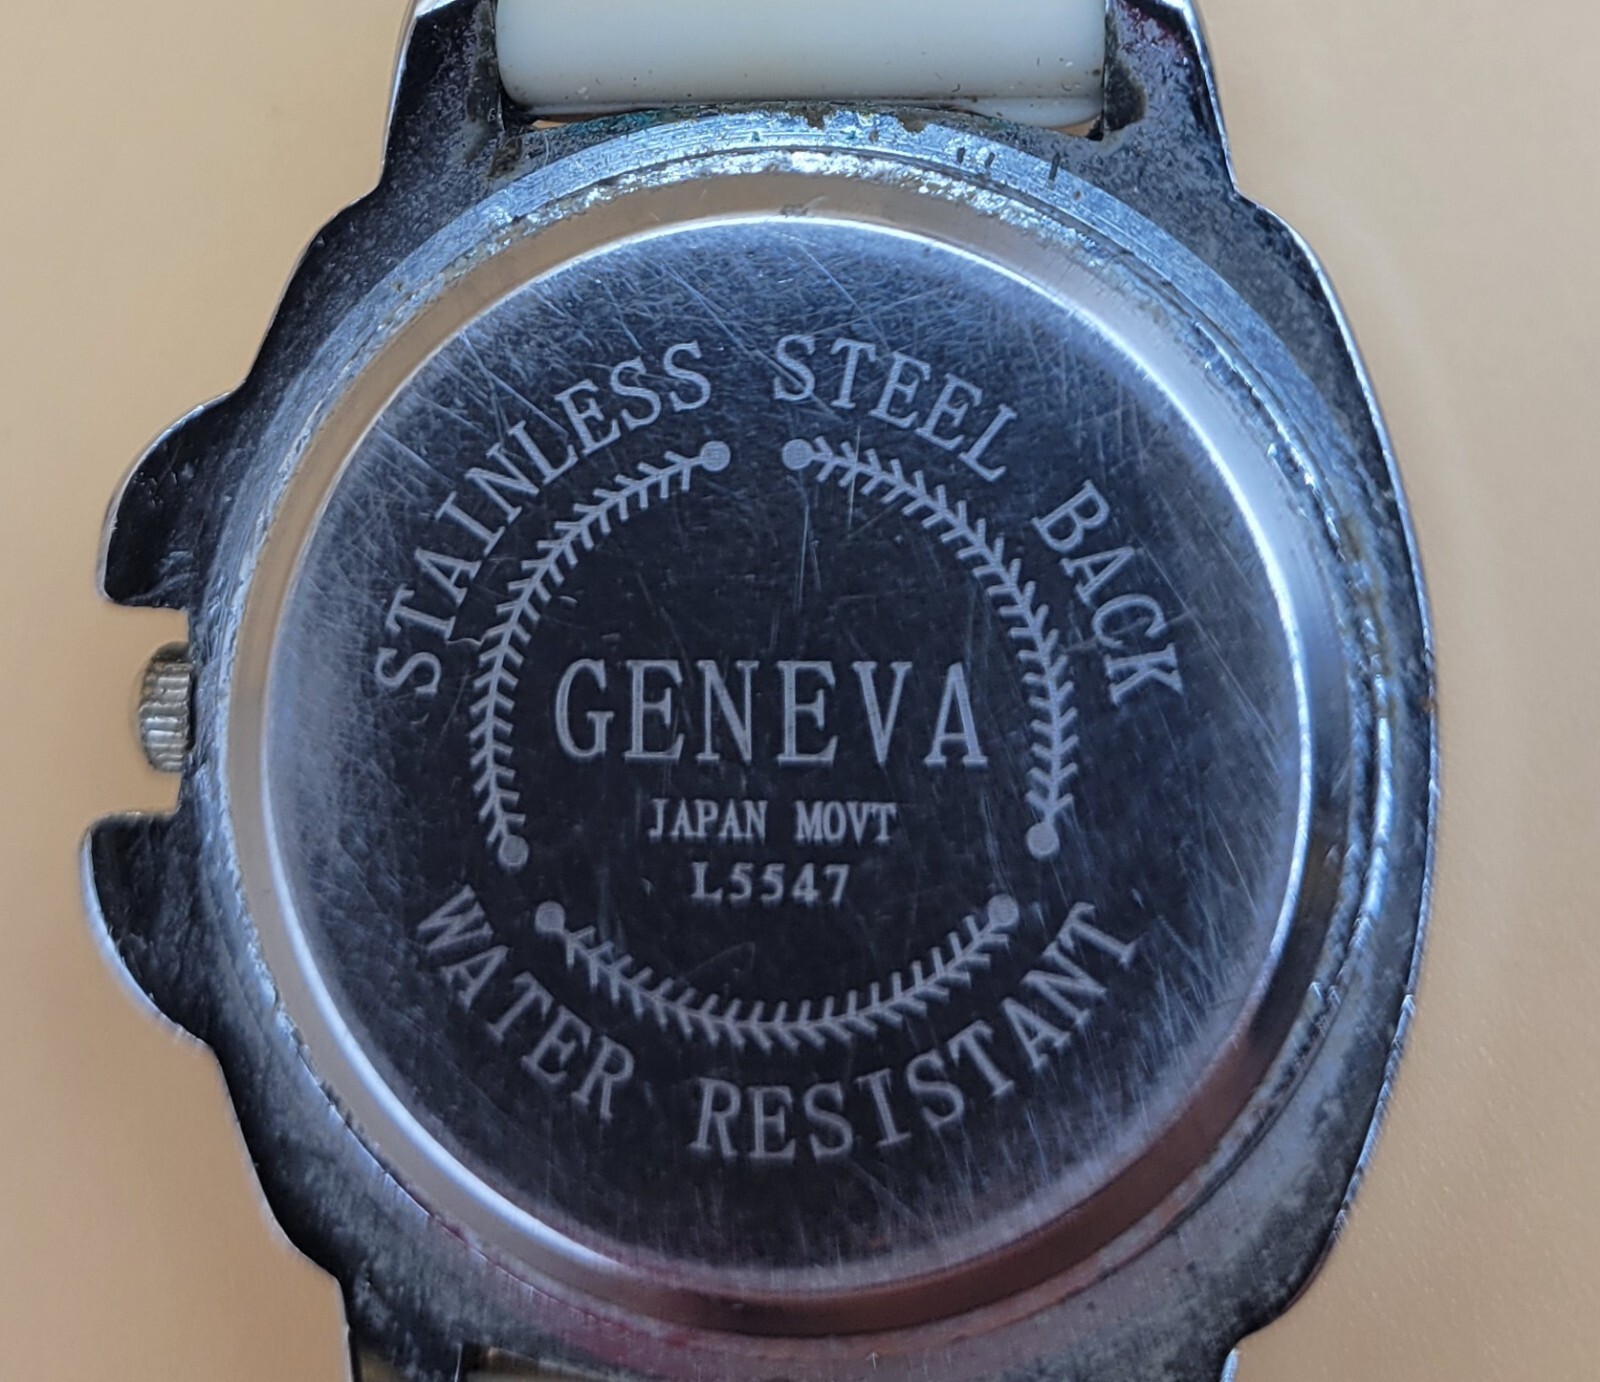 STAINLESS STEEL BACK
GENEVA
JAPAN MOVT
L5547
WATER RESISTANT